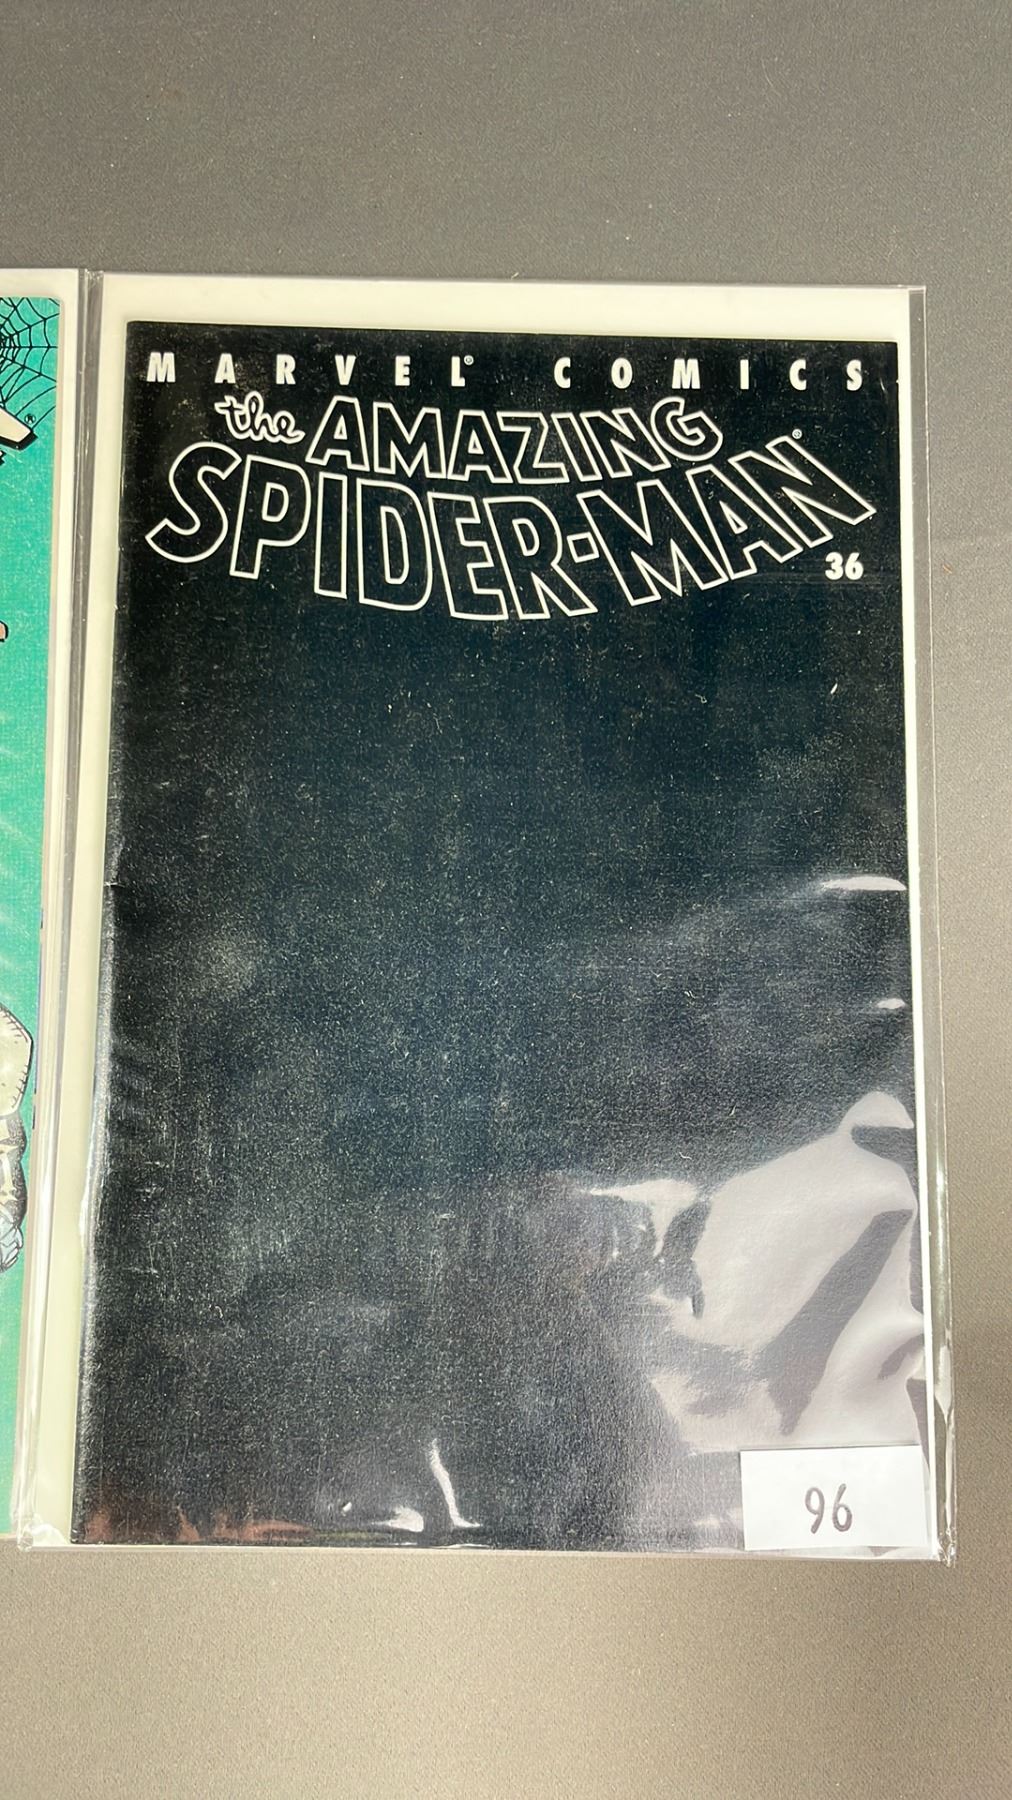 MARVEL® COMICS
the AMAZING
SPIDER-MAN®
36
®
96